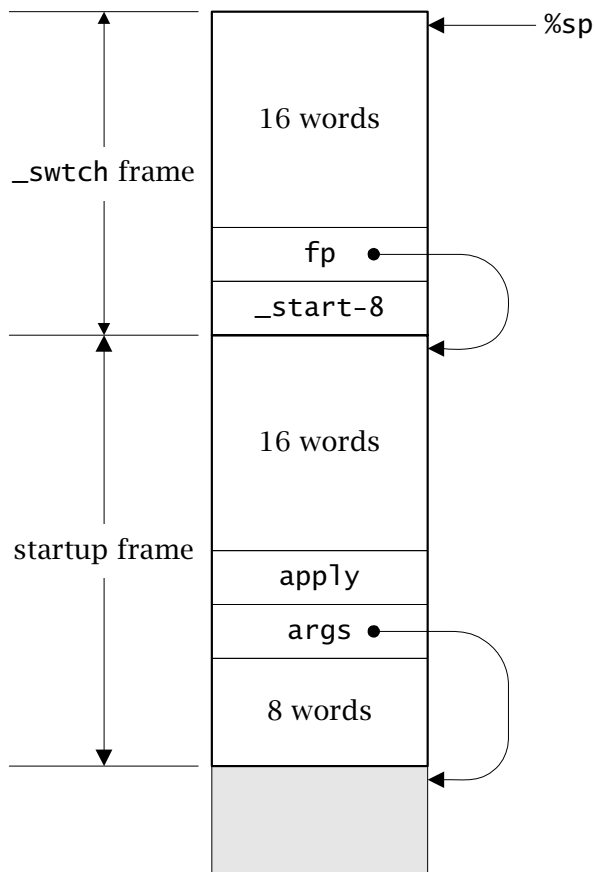 %sp
16 words
_swtch frame
fp
_start-8
16 words
startup frame
apply
args
8 words